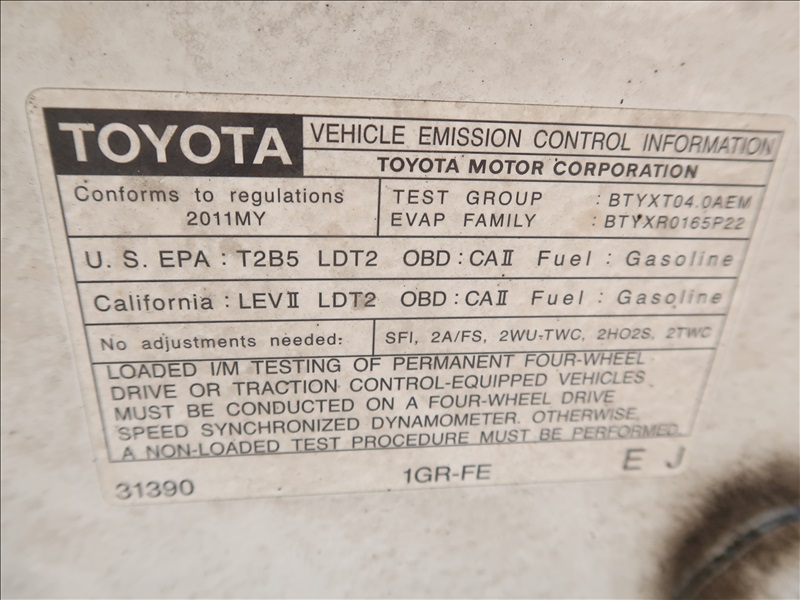 TOYOTA
VEHICLE EMISSION CONTROL INFORMATION
TOYOTA MOTOR CORPORATION
Conforms to regulations
2011MY
TEST GROUP : BTYXT04.0AEM
EVAP FAMILY : BTYXR0165P22
U. S. EPA : T2B5 LDT2 OBD : CAⅡ Fuel : Gasoline
California : LEVⅡ LDT2 OBD : CAⅡ Fuel : Gasoline
No adjustments needed:
SFI, 2A/FS, 2WU-TWC, 2HO2S, 2TWC
LOADED I/M TESTING OF PERMANENT FOUR-WHEEL
DRIVE OR TRACTION CONTROL-EQUIPPED VEHICLES
MUST BE CONDUCTED ON A FOUR-WHEEL DRIVE
SPEED SYNCHRONIZED DYNAMOMETER. OTHERWISE,
A NON-LOADED TEST PROCEDURE MUST BE PERFORMED.
31390 1GR-FE E J